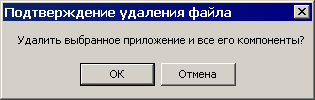 Подтверждение удаления файла
Удалить выбранное приложение и все его компоненты?
OK
Отмена